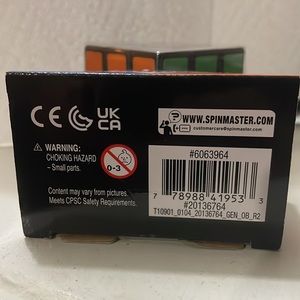 CE UK
CA
WWW.SPINMASTER.COM
customercare@spinmaster.com
WARNING:
CHOKING HAZARD
– Small parts.
0-3
#6063964
Content may vary from pictures.
Meets CPSC Safety Requirements.
7 78988 41953 3
#20136764
T10901_0104_20136764_GEN_OB_R2